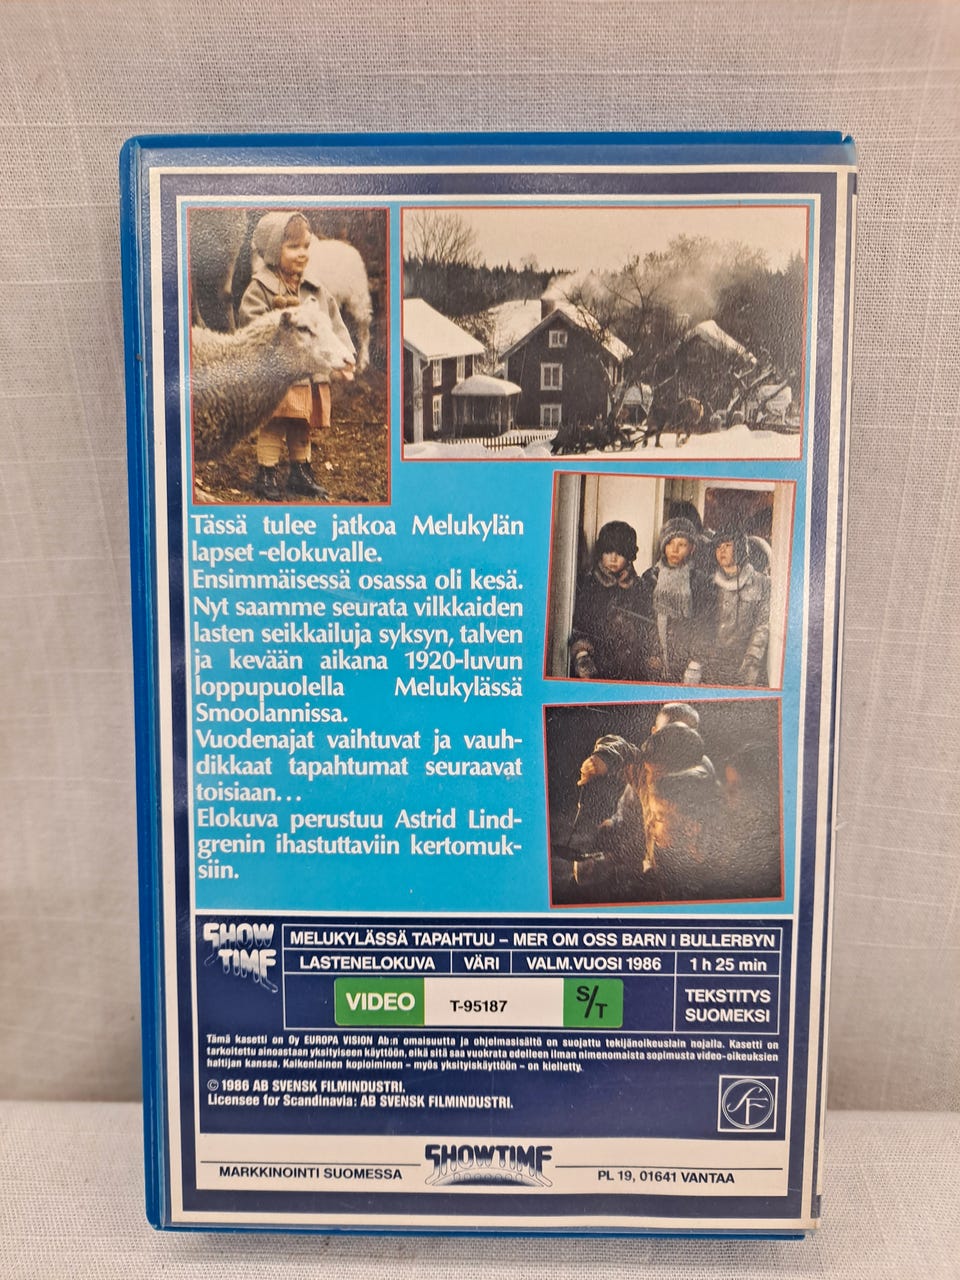 Tässä tulee jatkoa Melukylän
lapset -elokuvalle.
Ensimmäisessä osassa oli kesä.
Nyt saamme seurata vilkkaiden
lasten seikkailuja syksyn, talven
ja kevään aikana 1920-luvun
loppupuolella Melukylässä
Smoolannissa.
Vuodenajat vaihtuvat ja vauh-
dikkaat tapahtumat seuraavat
toisiaan...
Elokuva perustuu Astrid Lind-
grenin ihastuttaviin kertomuk-
siin.
SHOW
TIME
MELUKYLÄSSÄ TAPAHTUU – MER OM OSS BARN I BULLERBYN
LASTENELOKUVA VÄRI VALM.VUOSI 1986 1 h 25 min
VIDEO T-95187 S/T
TEKSTITYS
SUOMEKSI
Tämä kasetti on Oy EUROPA VISION Ab:n omaisuutta ja ohjelmasisältö on suojattu tekijänoikeuslain nojalla. Kasetti on
tarkoitettu ainoastaan yksityiseen käyttöön, eikä sitä saa vuokrata edelleen ilman nimenomaista sopimusta video-oikeuksien
haltijan kanssa. Kaikenlainen kopioiminen – myös yksityiskäyttöön – on kielletty.
© 1986 AB SVENSK FILMINDUSTRI.
Licensee for Scandinavia: AB SVENSK FILMINDUSTRI.
SF
MARKKINOINTI SUOMESSA SHOWTIME PL 19, 01641 VANTAA